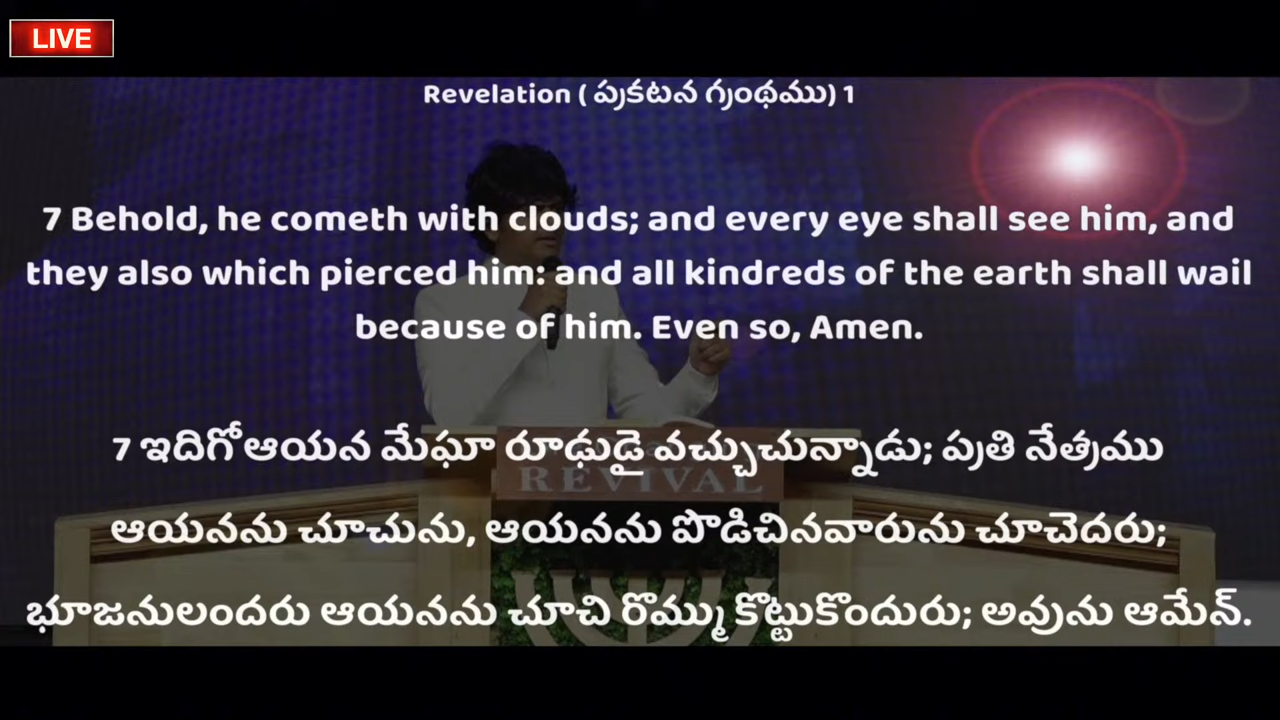 LIVE
Revelation ( ప్రకటన గ్రంథము) 1
7 Behold, he cometh with clouds; and every eye shall see him, and
they also which pierced him: and all kindreds of the earth shall wail
because of him. Even so, Amen.
7 ఇదిగోఆయన మేఘా రూఢుడై వచ్చుచున్నాడు; ప్రతి నేత్రము
REVIVAL
ఆయనను చూచును, ఆయనను పొడిచినవారును చూచెదరు;
భూజనులందరు ఆయనను చూచి రొమ్ము కొట్టుకొందురు; అవును ఆమేన్.